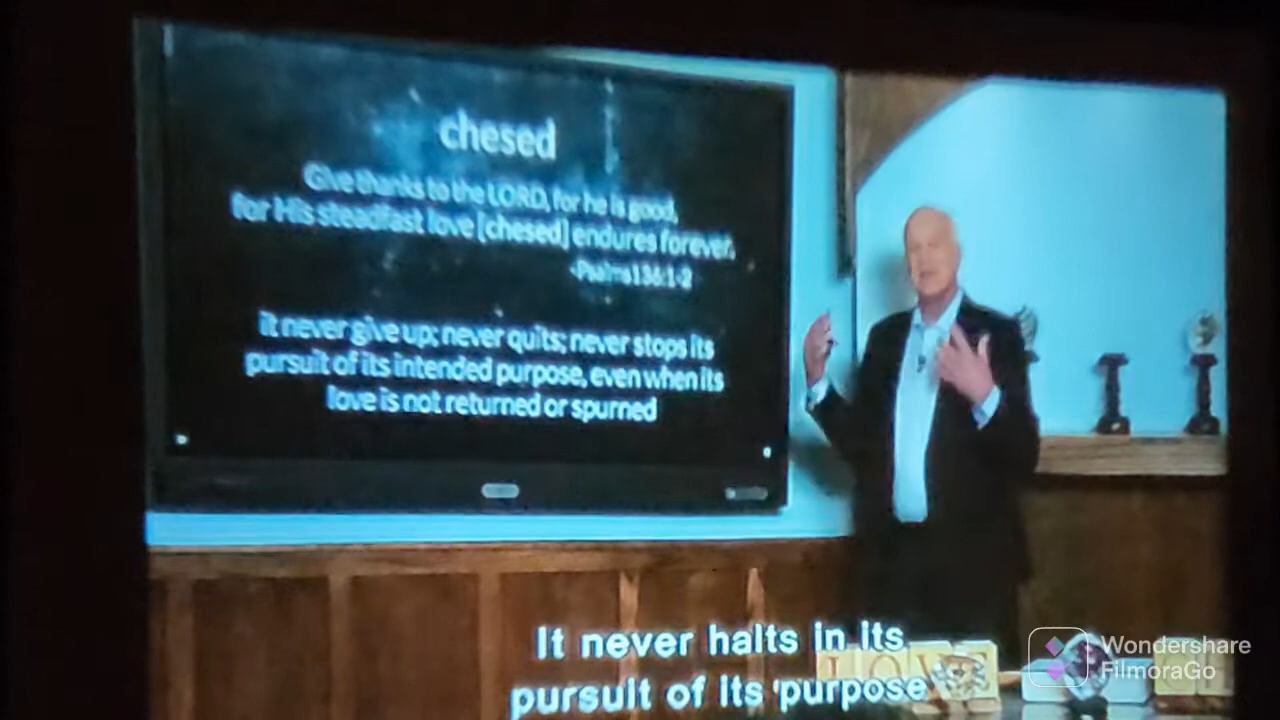 chesed
Give thanks to the LORD, for he is good,
for His steadfast love [chesed] endures forever.
-Psalms 136:1-2
it never give up; never quits; never stops its
pursuit of its intended purpose, even when its
love is not returned or spurned
It never halts in its
pursuit of its purpose
LOVE
Wondershare
FilmoraGo